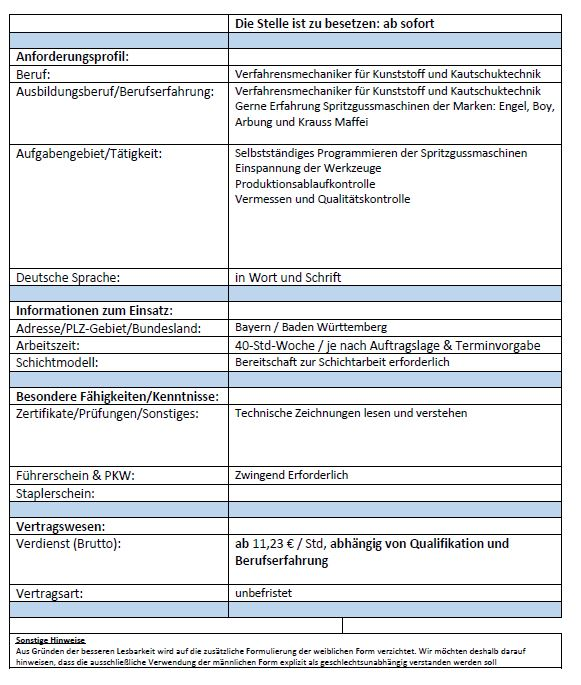 Die Stelle ist zu besetzen: ab sofort
Anforderungsprofil:
Beruf: Verfahrensmechaniker für Kunststoff und Kautschuktechnik
Ausbildungsberuf/Berufserfahrung: Verfahrensmechaniker für Kunststoff und Kautschuktechnik
Gerne Erfahrung Spritzgussmaschinen der Marken: Engel, Boy,
Arbung und Krauss Maffei
Aufgabengebiet/Tätigkeit: Selbstständiges Programmieren der Spritzgussmaschinen
Einspannung der Werkzeuge
Produktionsablaufkontrolle
Vermessen und Qualitätskontrolle
Deutsche Sprache: in Wort und Schrift
Informationen zum Einsatz:
Adresse/PLZ-Gebiet/Bundesland: Bayern / Baden Württemberg
Arbeitszeit: 40-Std-Woche / je nach Auftragslage & Terminvorgabe
Schichtmodell: Bereitschaft zur Schichtarbeit erforderlich
Besondere Fähigkeiten/Kenntnisse:
Zertifikate/Prüfungen/Sonstiges: Technische Zeichnungen lesen und verstehen
Führerschein & PKW: Zwingend Erforderlich
Staplerschein:
Vertragswesen:
Verdienst (Brutto): ab 11,23 € / Std, abhängig von Qualifikation und
Berufserfahrung
Vertragsart: unbefristet
Sonstige Hinweise
Aus Gründen der besseren Lesbarkeit wird auf die zusätzliche Formulierung der weiblichen Form verzichtet. Wir möchten deshalb darauf
hinweisen, dass die ausschließliche Verwendung der männlichen Form explizit als geschlechtsunabhängig verstanden werden soll